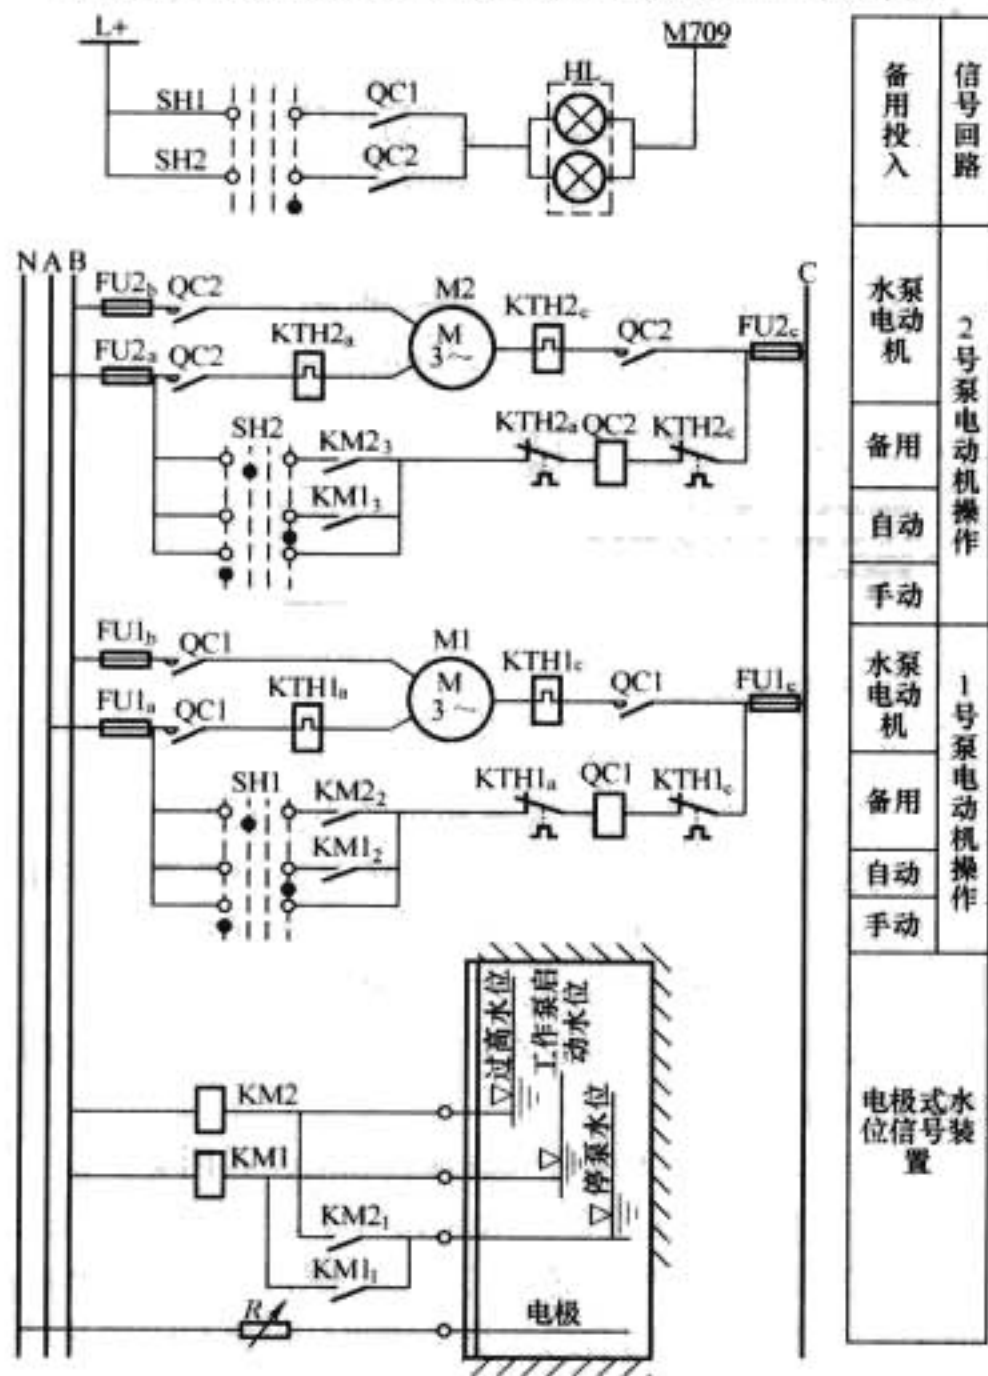 L+
M709
HL
SH1
QC1
SH2
QC2
备用投入
信号回路
N A B
C
FU2b QC2
M2
KTH2c
M
3~
QC2
FU2c
FU2a QC2
KTH2a
SH2
KM2₃
KTH2a QC2 KTH2c
KM1₃
水泵电动机
备用
自动
手动
2号泵电动机操作
FU1b QC1
M1
KTH1c
M
3~
QC1
FU1c
FU1a QC1
KTH1a
SH1
KM2₂
KTH1a QC1 KTH1c
KM1₂
水泵电动机
备用
自动
手动
1号泵电动机操作
过高水位
工作泵启动水位
停泵水位
KM2
KM1
KM2₁
KM1₁
R
电极
电极式水位信号装置